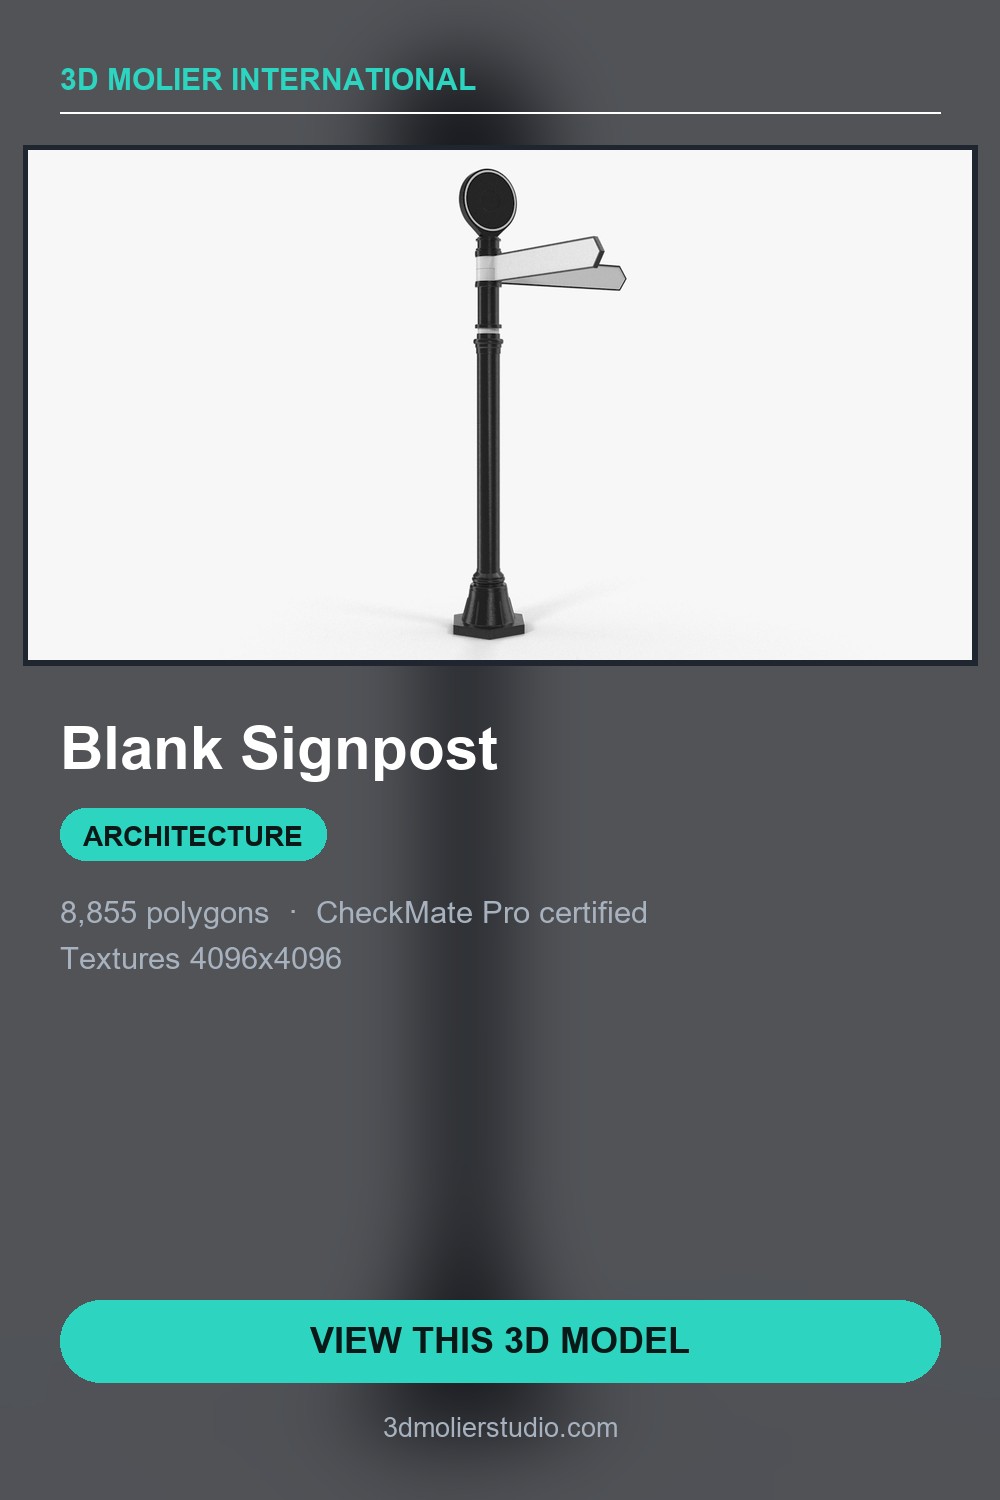 3D MOLIER INTERNATIONAL
Blank Signpost
ARCHITECTURE
8,855 polygons · CheckMate Pro certified
Textures 4096x4096
VIEW THIS 3D MODEL
3dmolierstudio.com